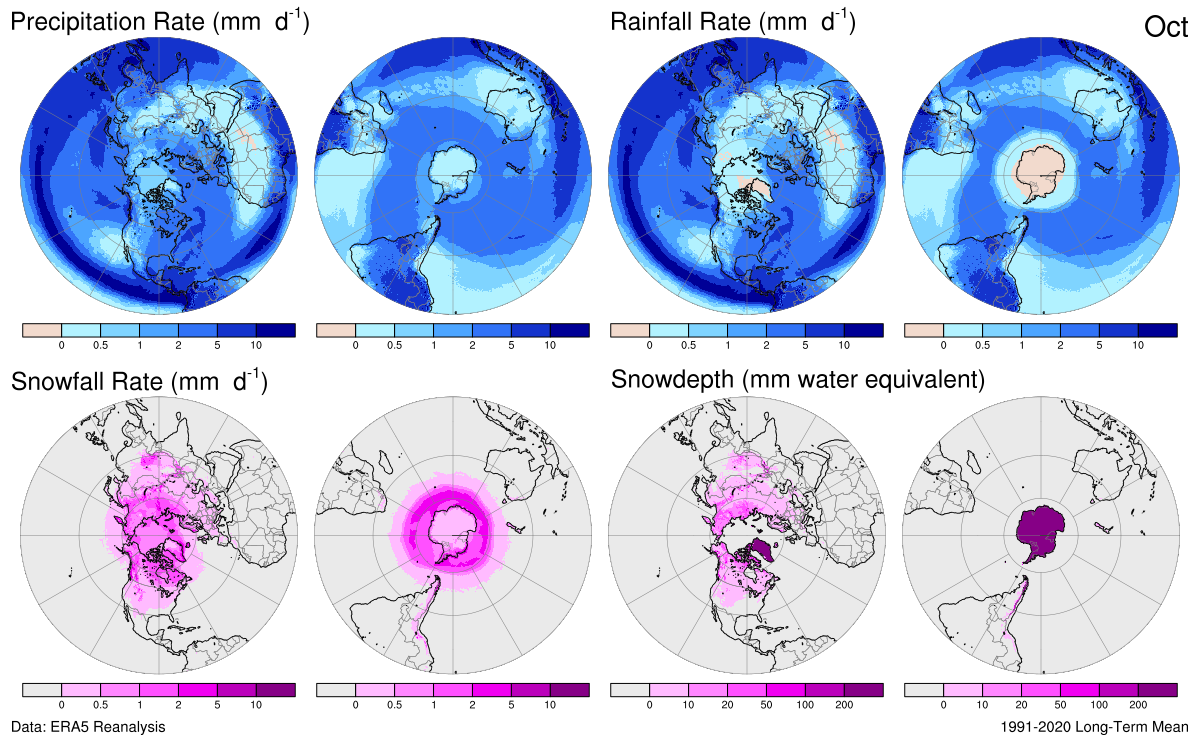 Precipitation Rate (mm d-1)
Rainfall Rate (mm d-1)
Oct
0 0.5 1 2 5 10
0 0.5 1 2 5 10
0 0.5 1 2 5 10
0 0.5 1 2 5 10
Snowfall Rate (mm d-1)
Snowdepth (mm water equivalent)
0 0.5 1 2 5 10
0 0.5 1 2 5 10
0 10 20 50 100 200
0 10 20 50 100 200
Data: ERA5 Reanalysis
1991-2020 Long-Term Mean